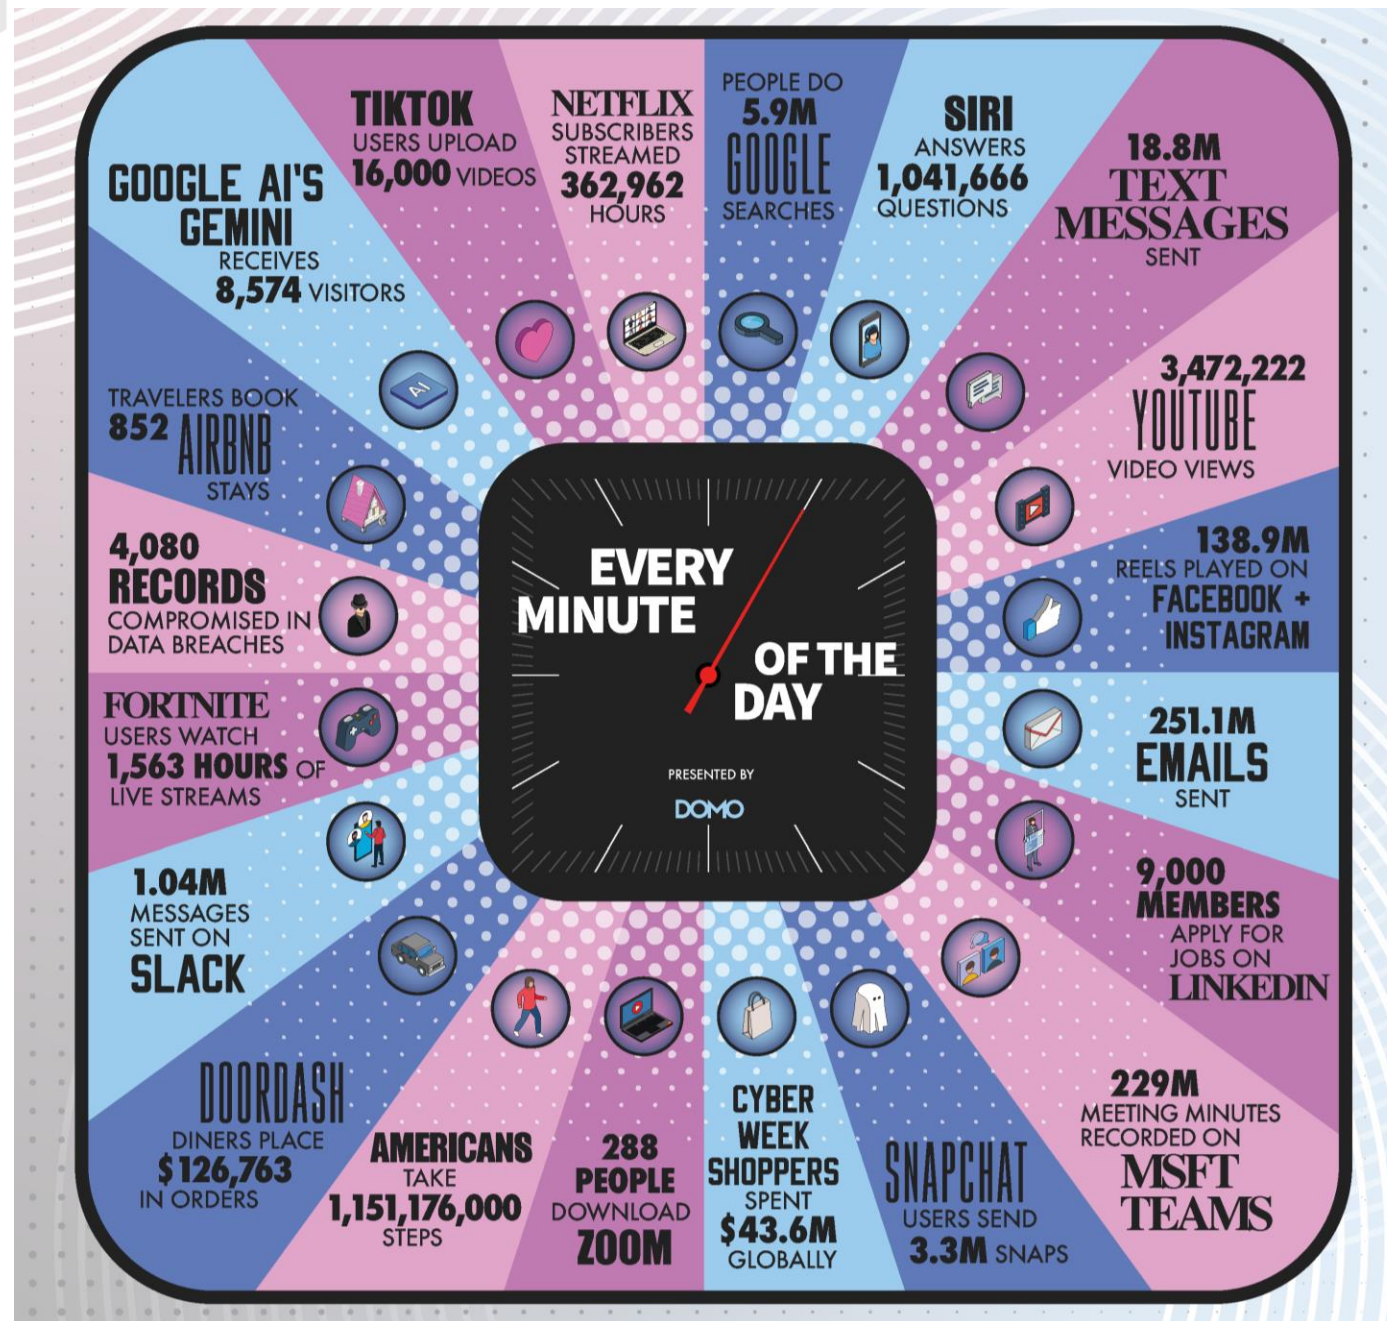 PEOPLE DO
5.9M
GOOGLE
SEARCHES
SIRI
ANSWERS
1,041,666
QUESTIONS
18.8M
TEXT
MESSAGES
SENT
3,472,222
YOUTUBE
VIDEO VIEWS
138.9M
REELS PLAYED ON
FACEBOOK +
INSTAGRAM
251.1M
EMAILS
SENT
9,000
MEMBERS
APPLY FOR
JOBS ON
LINKEDIN
229M
MEETING MINUTES
RECORDED ON
MSFT
TEAMS
SNAPCHAT
USERS SEND
3.3M SNAPS
CYBER
WEEK
SHOPPERS
SPENT
$43.6M
GLOBALLY
288
PEOPLE
DOWNLOAD
ZOOM
AMERICANS
TAKE
1,151,176,000
STEPS
DOORDASH
DINERS PLACE
$126,763
IN ORDERS
1.04M
MESSAGES
SENT ON
SLACK
FORTNITE
USERS WATCH
1,563 HOURS OF
LIVE STREAMS
4,080
RECORDS
COMPROMISED IN
DATA BREACHES
TRAVELERS BOOK
852 AIRBNB
STAYS
GOOGLE AI'S
GEMINI
RECEIVES
8,574 VISITORS
AI
TIKTOK
USERS UPLOAD
16,000 VIDEOS
NETFLIX
SUBSCRIBERS
STREAMED
362,962
HOURS
EVERY
MINUTE
OF THE
DAY
PRESENTED BY
DOMO